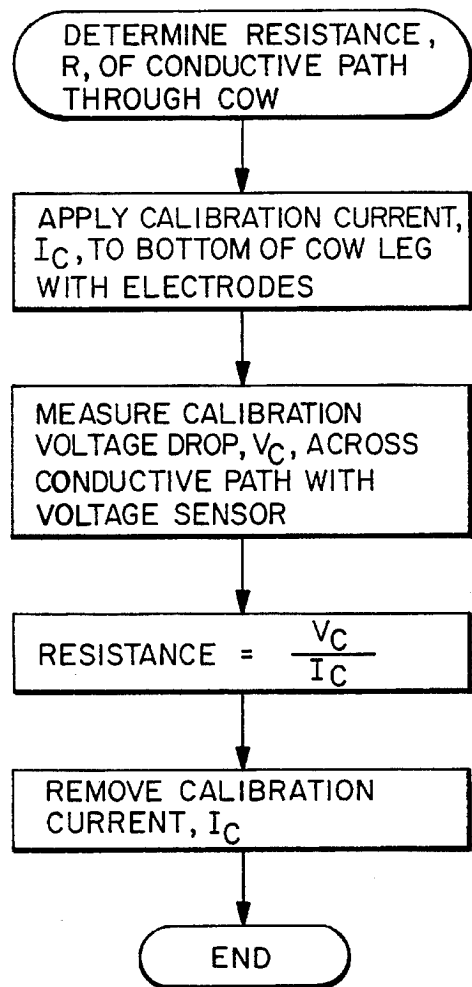 DETERMINE RESISTANCE,
R, OF CONDUCTIVE PATH
THROUGH COW
APPLY CALIBRATION CURRENT,
IC, TO BOTTOM OF COW LEG
WITH ELECTRODES
MEASURE CALIBRATION
VOLTAGE DROP, VC, ACROSS
CONDUCTIVE PATH WITH
VOLTAGE SENSOR
RESISTANCE = VC / IC
REMOVE CALIBRATION
CURRENT, IC
END